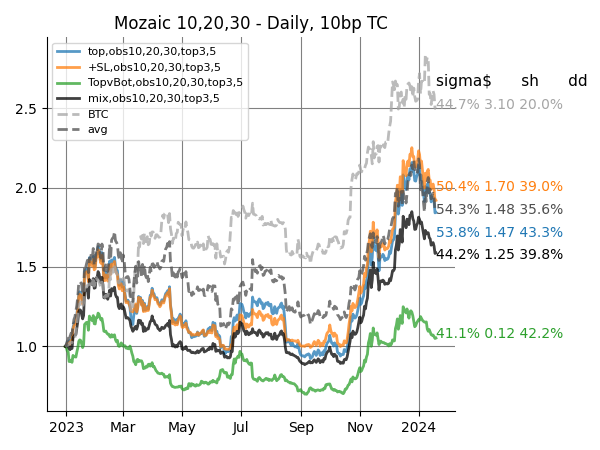 Mozaic 10,20,30 - Daily, 10bp TC
top,obs10,20,30,top3,5
+SL,obs10,20,30,top3,5
TopvBot,obs10,20,30,top3,5
mix,obs10,20,30,top3,5
BTC
avg
sigma$ sh dd
44.7% 3.10 20.0%
50.4% 1.70 39.0%
54.3% 1.48 35.6%
53.8% 1.47 43.3%
44.2% 1.25 39.8%
41.1% 0.12 42.2%
2.5
2.0
1.5
1.0
2023 Mar May Jul Sep Nov 2024